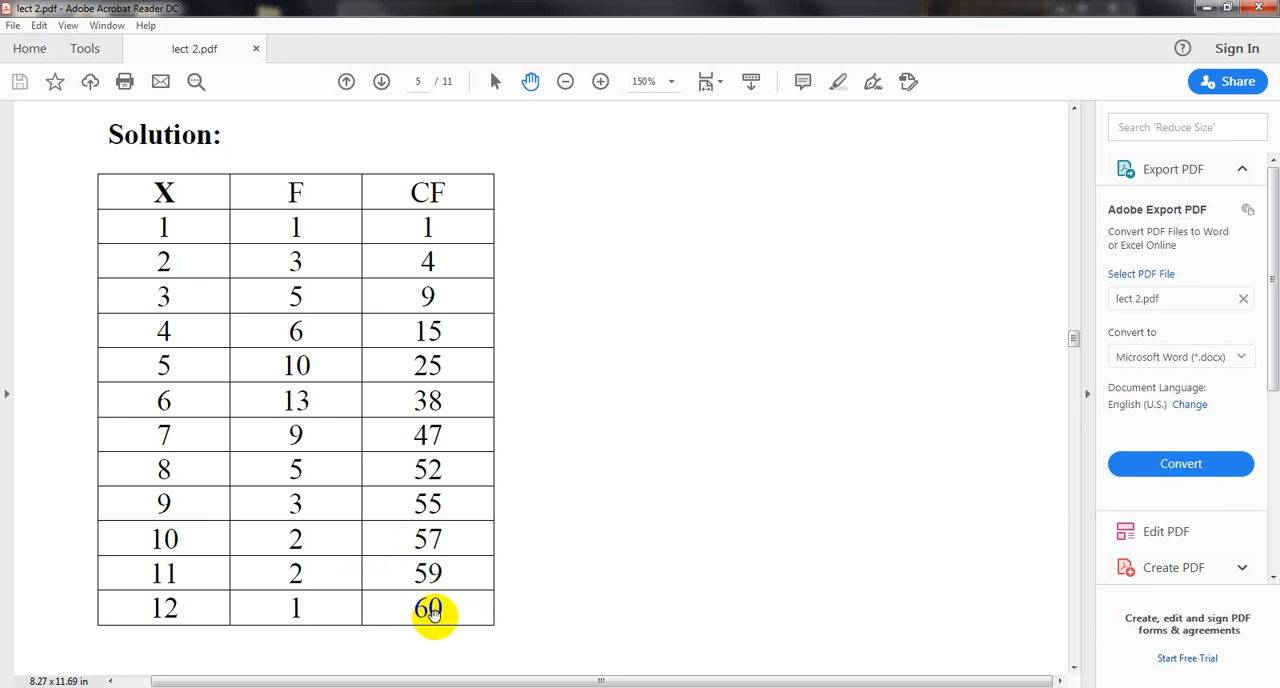 lect 2.pdf - Adobe Acrobat Reader DC
File Edit View Window Help
Home Tools lect 2.pdf × ? Sign In
5 / 11 150% Share
Solution:
X F CF
1 1 1
2 3 4
3 5 9
4 6 15
5 10 25
6 13 38
7 9 47
8 5 52
9 3 55
10 2 57
11 2 59
12 1 60
8.27 x 11.69 in
Search 'Reduce Size'
Export PDF
Adobe Export PDF
Convert PDF Files to Word
or Excel Online
Select PDF File
lect 2.pdf
Convert to
Microsoft Word (*.docx)
Document Language:
English (U.S.) Change
Convert
Edit PDF
Create PDF
Create, edit and sign PDF
forms & agreements
Start Free Trial